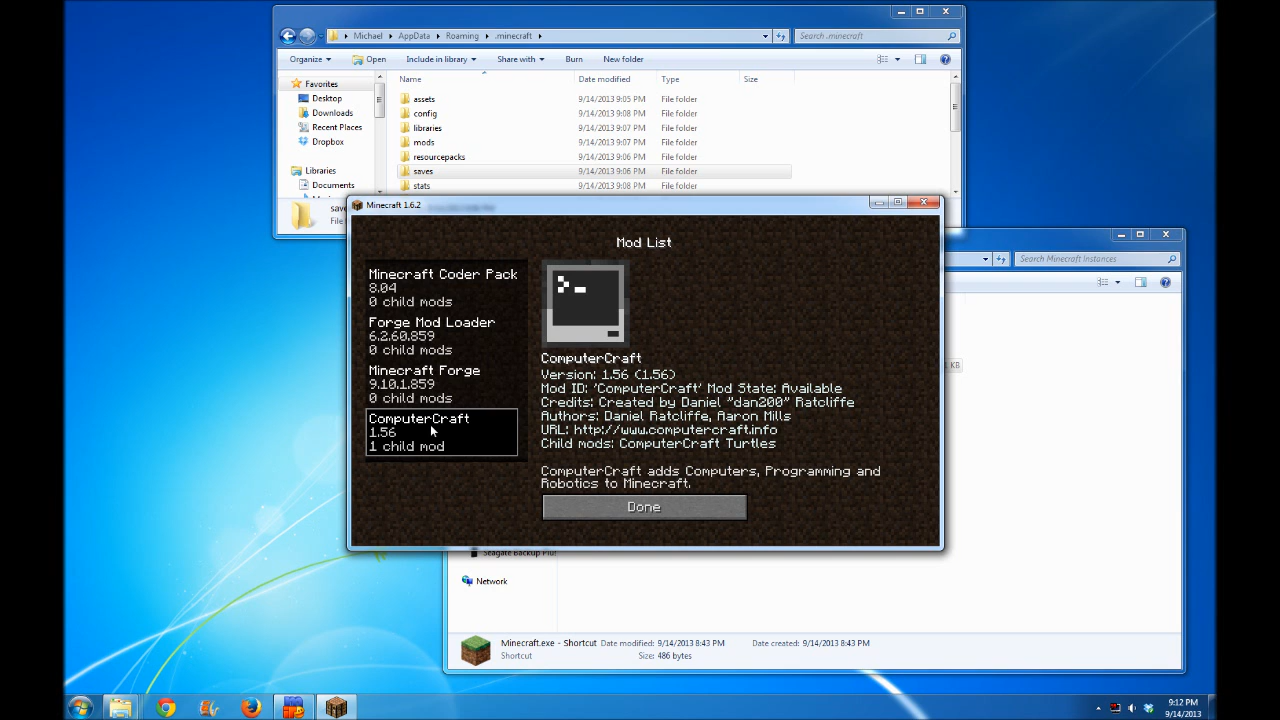 Michael ▸ AppData ▸ Roaming ▸ .minecraft ▸
Search .minecraft
Organize
Open
Include in library
Share with
Burn
New folder
Name
Date modified
Type
Size
Favorites
Desktop
Downloads
Recent Places
Dropbox
Libraries
Documents
assets 9/14/2013 9:05 PM File folder
config 9/14/2013 9:08 PM File folder
libraries 9/14/2013 9:07 PM File folder
mods 9/14/2013 9:07 PM File folder
resourcepacks 9/14/2013 9:06 PM File folder
saves 9/14/2013 9:06 PM File folder
stats 9/14/2013 9:08 PM File folder
Minecraft 1.6.2
Mod List
Minecraft Coder Pack
8.04
0 child mods
Forge Mod Loader
6.2.60.859
0 child mods
Minecraft Forge
9.10.1.859
0 child mods
ComputerCraft
1.56
1 child mod
ComputerCraft
Version: 1.56 (1.56)
Mod ID: 'ComputerCraft' Mod State: Available
Credits: Created by Daniel "dan200" Ratcliffe
Authors: Daniel Ratcliffe, Aaron Mills
URL: http://www.computercraft.info
Child mods: ComputerCraft Turtles
ComputerCraft adds Computers, Programming and
Robotics to Minecraft.
Done
Search Minecraft Instances
KB
Seagate Backup Plu
Network
Minecraft.exe - Shortcut Date modified: 9/14/2013 8:43 PM Date created: 9/14/2013 8:43 PM
Shortcut Size: 486 bytes
9:12 PM
9/14/2013